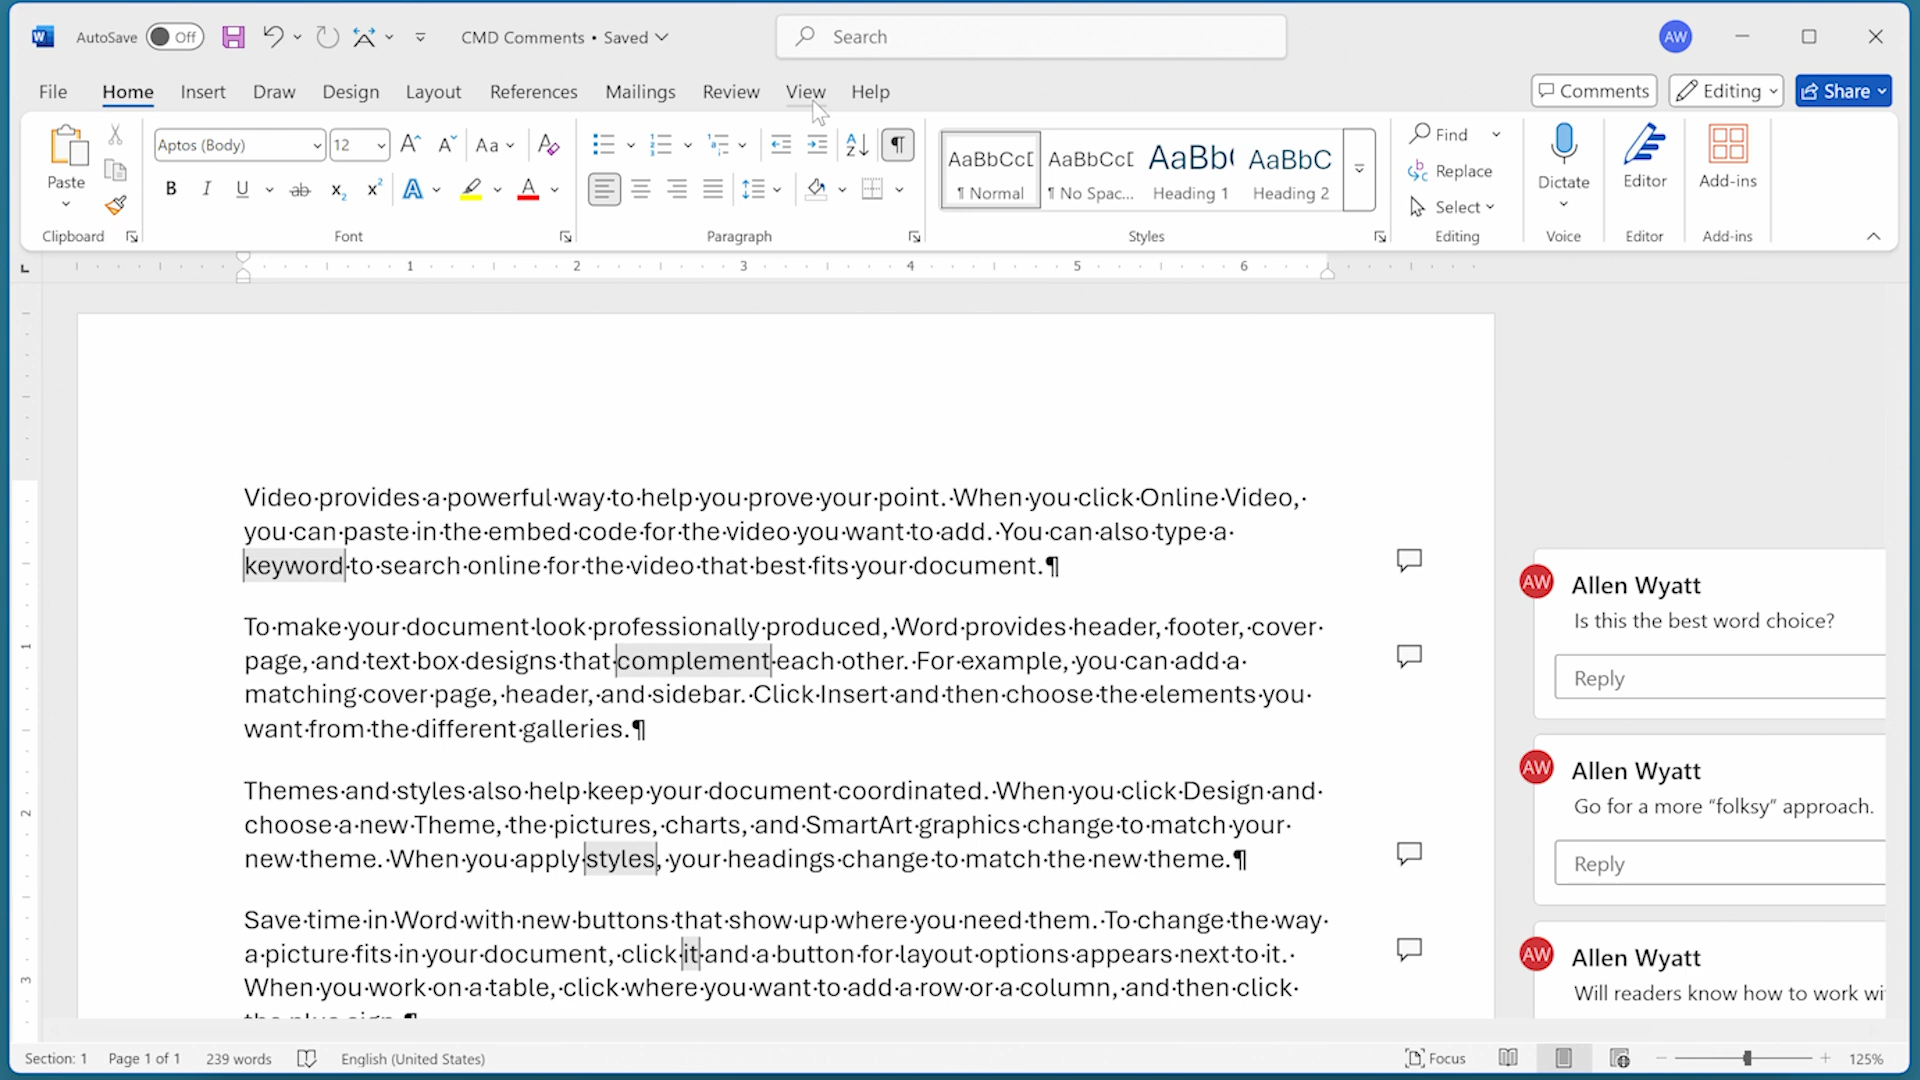 AutoSave Off CMD Comments • Saved Search AW
File Home Insert Draw Design Layout References Mailings Review View Help Comments Editing Share
Paste
Clipboard
Aptos (Body) 12 Aa
B I U ab x₂ x² A A
Font
Paragraph
AaBbCcD AaBbCcD AaBb( AaBbC
¶ Normal ¶ No Spac... Heading 1 Heading 2
Styles
Find
Replace
Select
Editing
Dictate
Voice
Editor
Editor
Add-ins
Add-ins
1 2 3 4 5 6
Video·provides·a·powerful·way·to·help·you·prove·your·point.·When·you·click·Online·Video,·
you·can·paste·in·the·embed·code·for·the·video·you·want·to·add.·You·can·also·type·a·
keyword·to·search·online·for·the·video·that·best·fits·your·document.¶
To·make·your·document·look·professionally·produced,·Word·provides·header,·footer,·cover·
page,·and·text·box·designs·that·complement·each·other.·For·example,·you·can·add·a·
matching·cover·page,·header,·and·sidebar.·Click·Insert·and·then·choose·the·elements·you·
want·from·the·different·galleries.¶
Themes·and·styles·also·help·keep·your·document·coordinated.·When·you·click·Design·and·
choose·a·new·Theme,·the·pictures,·charts,·and·SmartArt·graphics·change·to·match·your·
new·theme.·When·you·apply·styles,·your·headings·change·to·match·the·new·theme.¶
Save·time·in·Word·with·new·buttons·that·show·up·where·you·need·them.·To·change·the·way·
a·picture·fits·in·your·document,·click·it·and·a·button·for·layout·options·appears·next·to·it.·
When·you·work·on·a·table,·click·where·you·want·to·add·a·row·or·a·column,·and·then·click·
the·plus·sign.¶
1
2
3
AW Allen Wyatt
Is this the best word choice?
Reply
AW Allen Wyatt
Go for a more “folksy” approach.
Reply
AW Allen Wyatt
Will readers know how to work wi
Section: 1 Page 1 of 1 239 words English (United States) Focus 125%